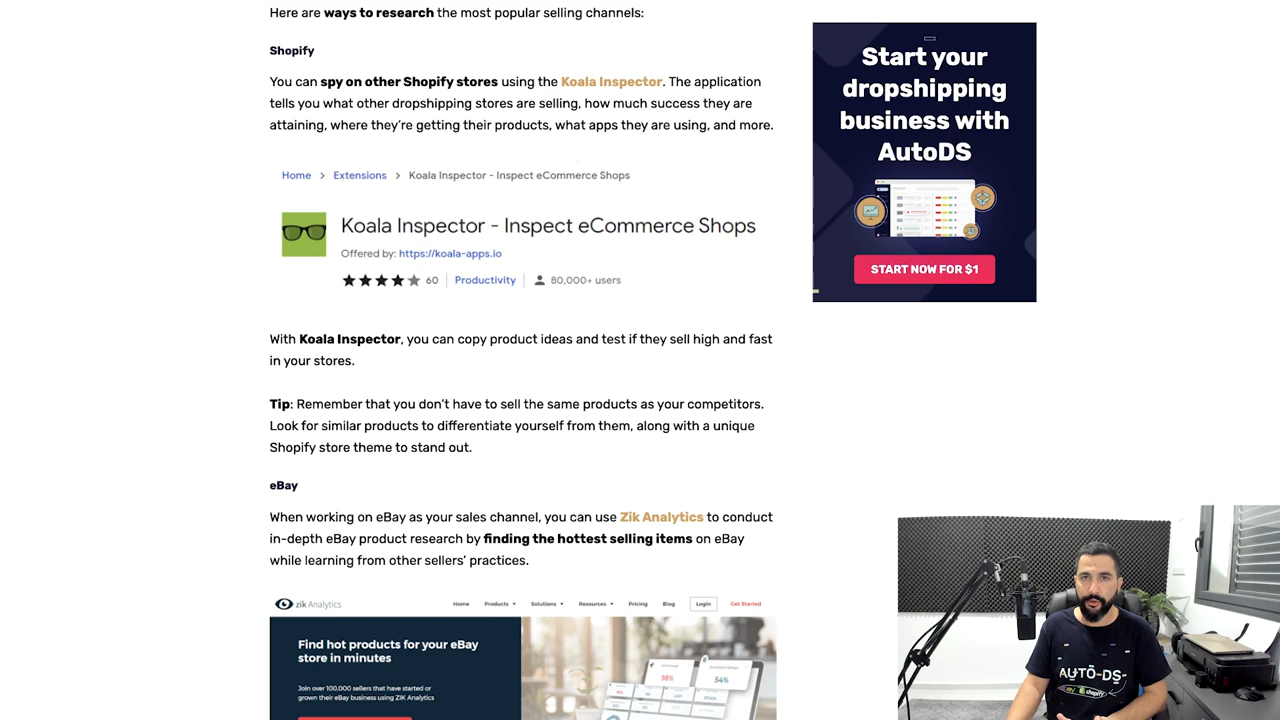 Here are ways to research the most popular selling channels:
Shopify
You can spy on other Shopify stores using the Koala Inspector. The application
tells you what other dropshipping stores are selling, how much success they are
attaining, where they're getting their products, what apps they are using, and more.
Home > Extensions > Koala Inspector - Inspect eCommerce Shops
Koala Inspector - Inspect eCommerce Shops
Offered by: https://koala-apps.io
60 Productivity 80,000+ users
With Koala Inspector, you can copy product ideas and test if they sell high and fast
in your stores.
Tip: Remember that you don't have to sell the same products as your competitors.
Look for similar products to differentiate yourself from them, along with a unique
Shopify store theme to stand out.
eBay
When working on eBay as your sales channel, you can use Zik Analytics to conduct
in-depth eBay product research by finding the hottest selling items on eBay
while learning from other sellers' practices.
zik Analytics Home Products Solutions Resources Pricing Blog Login Get Started
Find hot products for your eBay
store in minutes
Join over 100,000 sellers that have started or
grown their eBay business using ZIK Analytics
98%
54%
Start your
dropshipping
business with
AutoDS
START NOW FOR $1
AUTO-DS
shopify